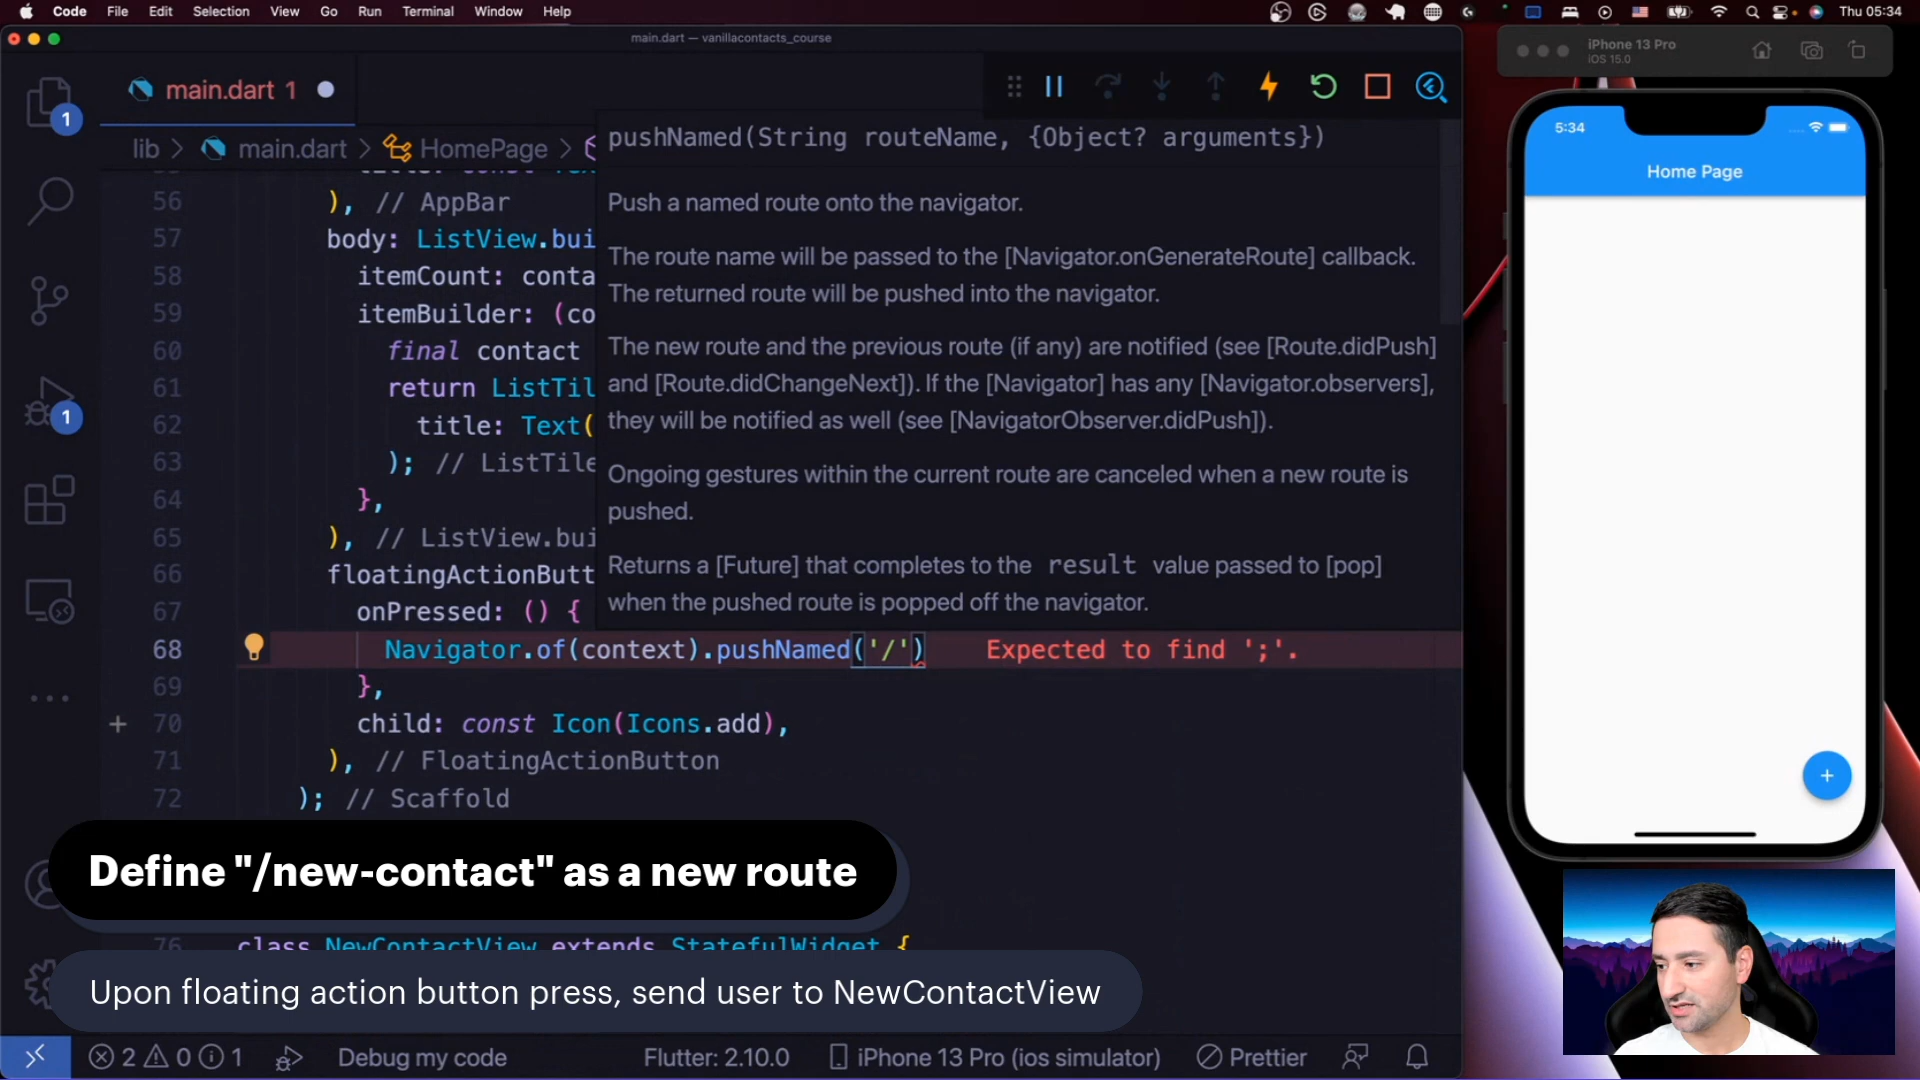 Code File Edit Selection View Go Run Terminal Window Help
Thu 05:34
main.dart — vanillacontacts_course
main.dart 1
lib > main.dart > HomePage >
1
1
pushNamed(String routeName, {Object? arguments})
Push a named route onto the navigator.
The route name will be passed to the [Navigator.onGenerateRoute] callback.
The returned route will be pushed into the navigator.
The new route and the previous route (if any) are notified (see [Route.didPush]
and [Route.didChangeNext]). If the [Navigator] has any [Navigator.observers],
they will be notified as well (see [NavigatorObserver.didPush]).
Ongoing gestures within the current route are canceled when a new route is
pushed.
Returns a [Future] that completes to the result value passed to [pop]
when the pushed route is popped off the navigator.
56 ), // AppBar
57 body: ListView.bui
58 itemCount: conta
59 itemBuilder: (co
60 final contact
61 return ListTil
62 title: Text(
63 ); // ListTile
64 },
65 ), // ListView.bui
66 floatingActionButt
67 onPressed: () {
68 Navigator.of(context).pushNamed('/') Expected to find ';'.
69 },
70 child: const Icon(Icons.add),
71 ), // FloatingActionButton
72 ); // Scaffold
76 class NewContactView extends StatefulWidget {
Define "/new-contact" as a new route
Upon floating action button press, send user to NewContactView
2 0 1 Debug my code Flutter: 2.10.0 iPhone 13 Pro (ios simulator) Prettier
iPhone 13 Pro
iOS 15.0
5:34
Home Page